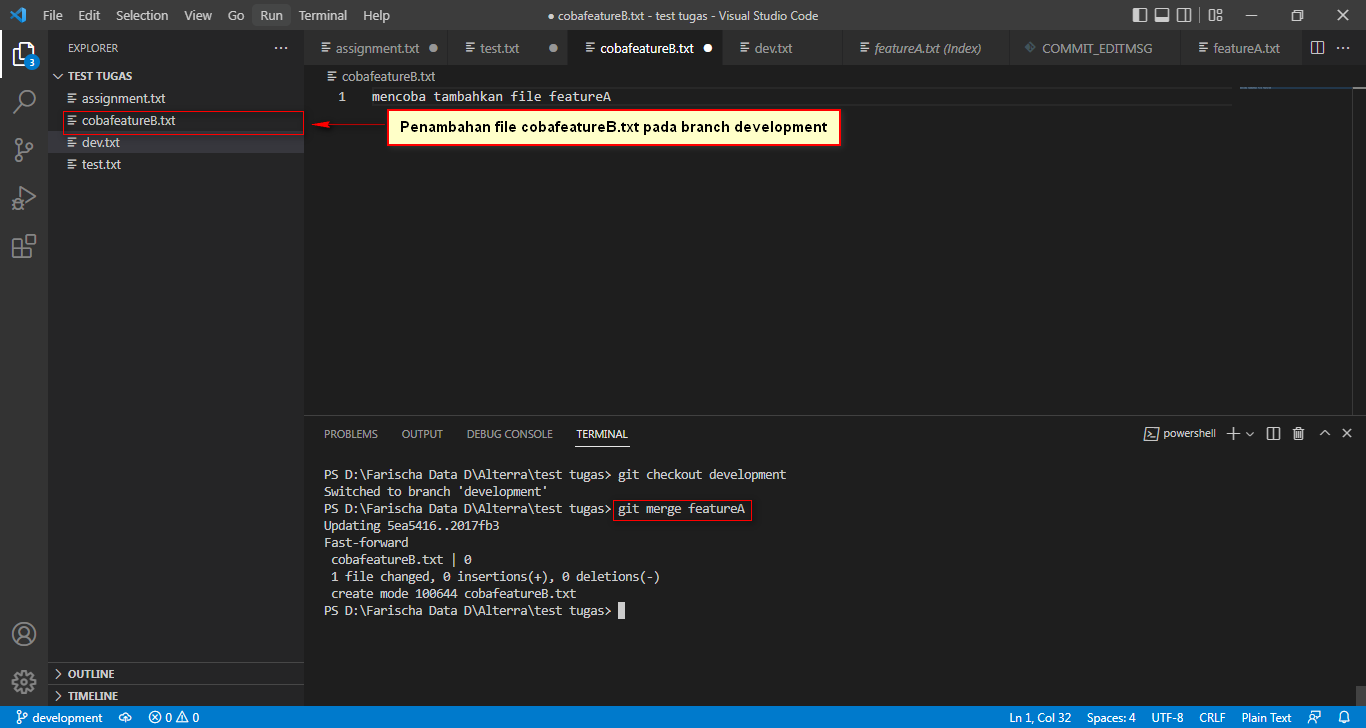 File Edit Selection View Go Run Terminal Help ● cobafeatureB.txt - test tugas - Visual Studio Code
EXPLORER
assignment.txt test.txt cobafeatureB.txt dev.txt featureA.txt (Index) COMMIT_EDITMSG featureA.txt
3
TEST TUGAS
assignment.txt
cobafeatureB.txt
dev.txt
test.txt
cobafeatureB.txt
1 mencoba tambahkan file featureA
Penambahan file cobafeatureB.txt pada branch development
PROBLEMS OUTPUT DEBUG CONSOLE TERMINAL powershell
PS D:\Farischa Data D\Alterra\test tugas> git checkout development
Switched to branch 'development'
PS D:\Farischa Data D\Alterra\test tugas> git merge featureA
Updating 5ea5416..2017fb3
Fast-forward
cobafeatureB.txt | 0
1 file changed, 0 insertions(+), 0 deletions(-)
create mode 100644 cobafeatureB.txt
PS D:\Farischa Data D\Alterra\test tugas>
OUTLINE
TIMELINE
development 0 0 Ln 1, Col 32 Spaces: 4 UTF-8 CRLF Plain Text